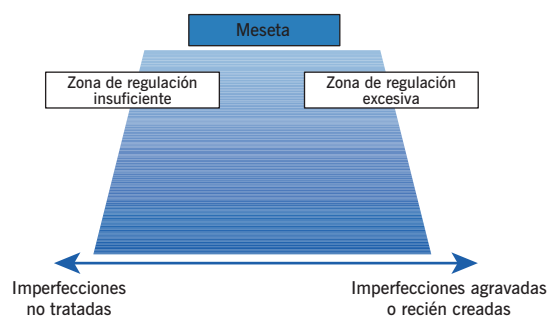 Meseta
Zona de regulación
insuficiente
Zona de regulación
excesiva
Imperfecciones
no tratadas
Imperfecciones agravadas
o recién creadas